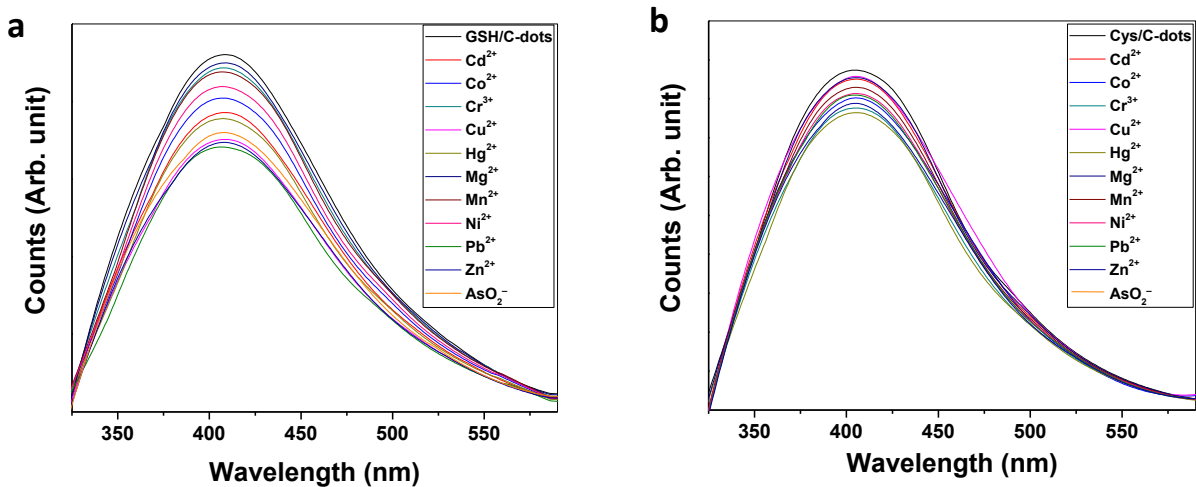 a
GSH/C-dots
Cd²⁺
Co²⁺
Cr³⁺
Cu²⁺
Hg²⁺
Mg²⁺
Mn²⁺
Ni²⁺
Pb²⁺
Zn²⁺
AsO₂⁻
Counts (Arb. unit)
350 400 450 500 550
Wavelength (nm)
b
Cys/C-dots
Cd²⁺
Co²⁺
Cr³⁺
Cu²⁺
Hg²⁺
Mg²⁺
Mn²⁺
Ni²⁺
Pb²⁺
Zn²⁺
AsO₂⁻
Counts (Arb. unit)
350 400 450 500 550
Wavelength (nm)